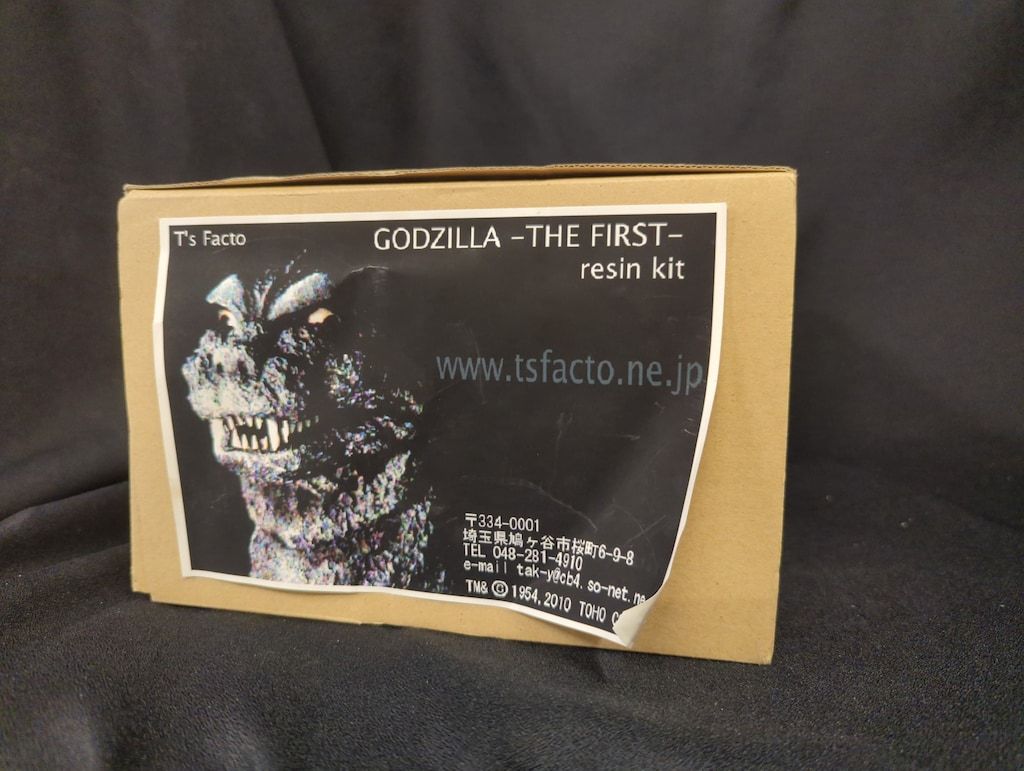 T's Facto
GODZILLA -THE FIRST-
resin kit
www.tsfacto.ne.jp
〒334-0001
埼玉県鳩ヶ谷市桜町6-9-8
TEL 048-281-4910
e-mail tak-y@cb4.so-net.ne
TM& © 1954,2010 TOHO